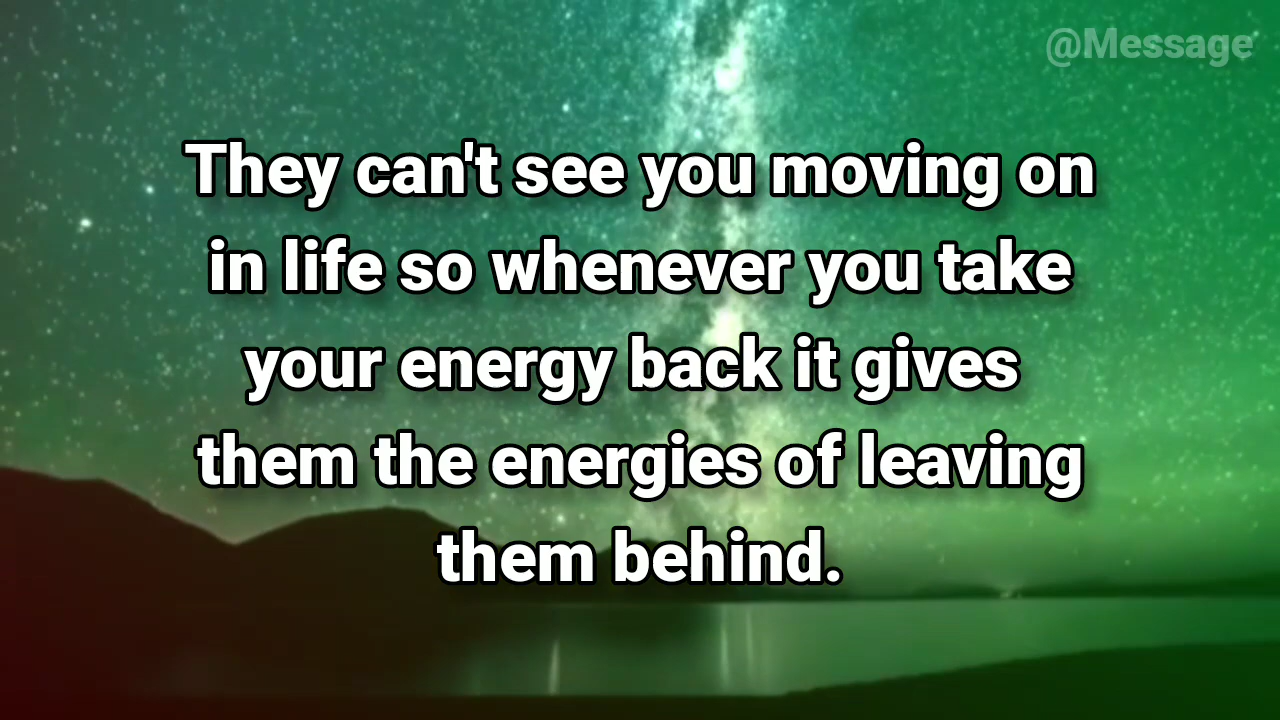 @Message
They can't see you moving on
in life so whenever you take
your energy back it gives
them the energies of leaving
them behind.